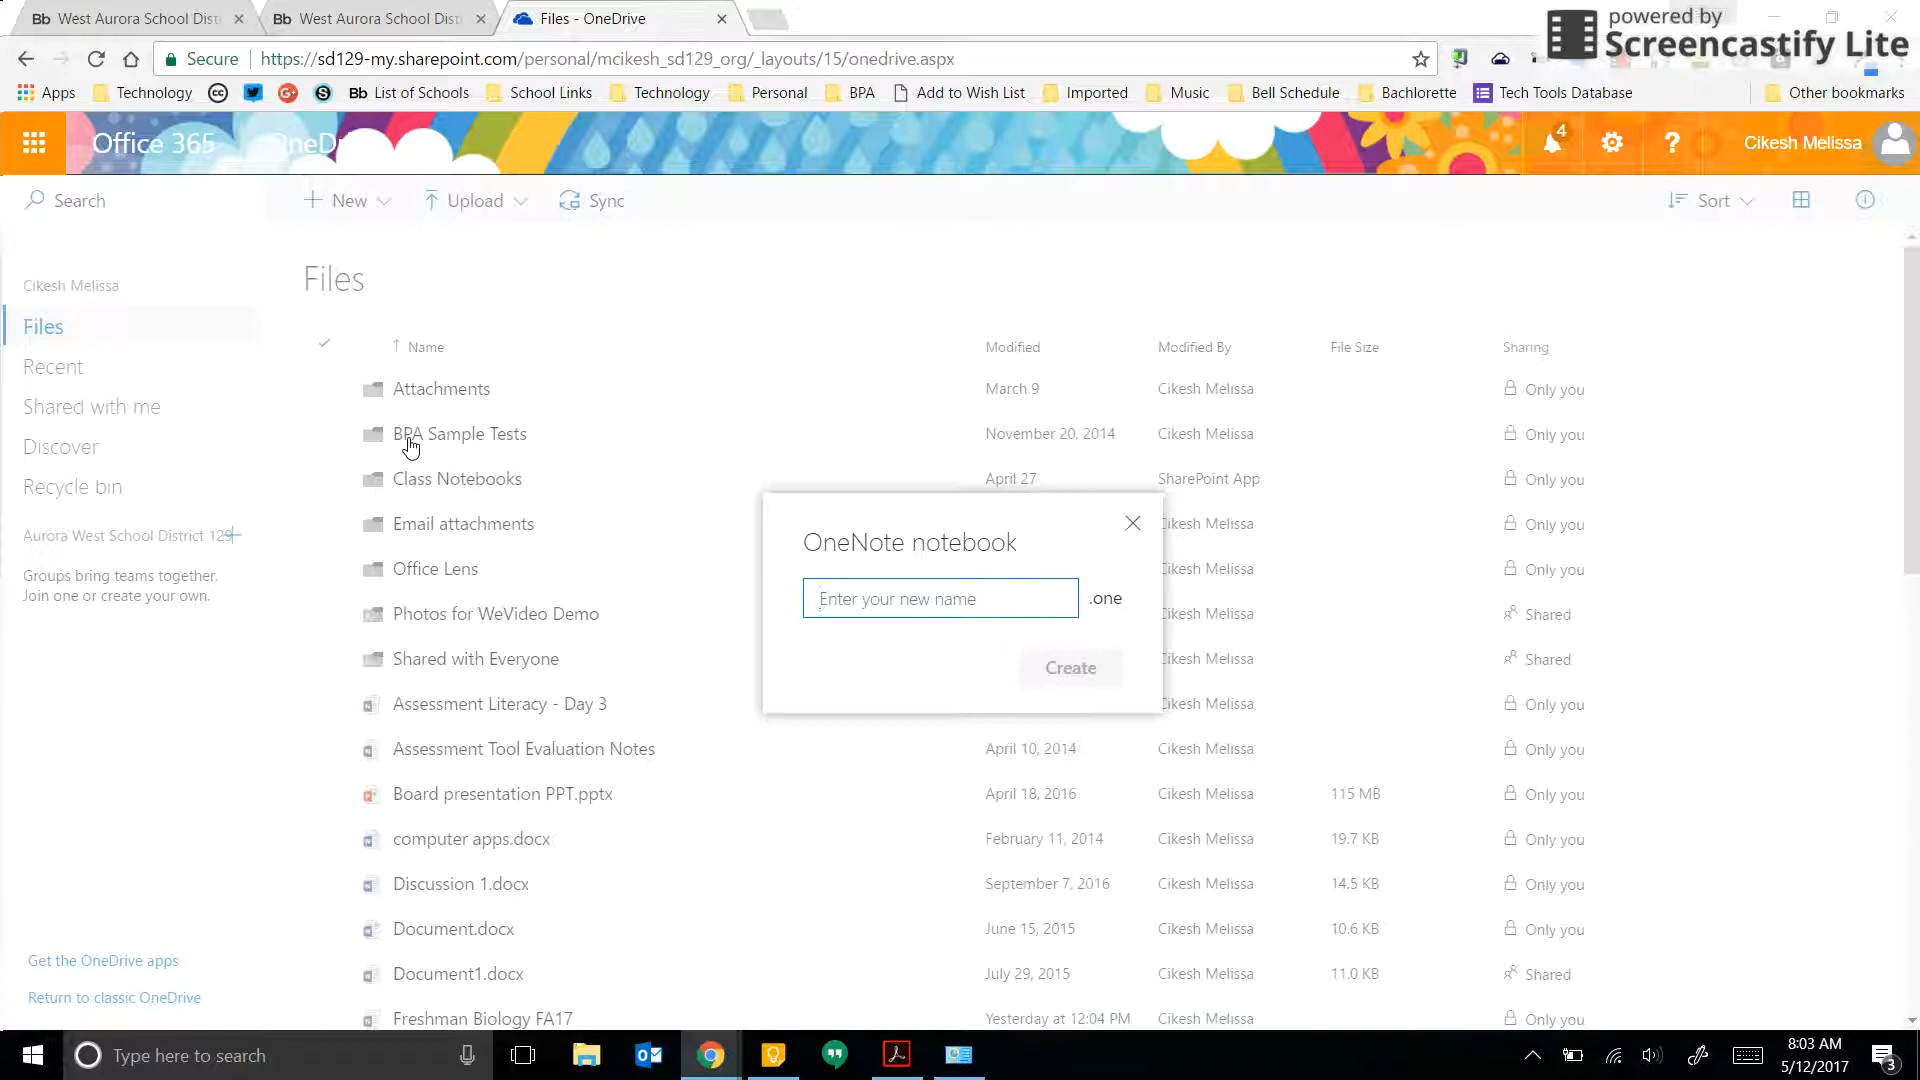 Bb West Aurora School Dist
Bb West Aurora School Dist
Files - OneDrive
powered by
Screencastify Lite
Secure
https://sd129-my.sharepoint.com/personal/mcikesh_sd129_org/_layouts/15/onedrive.aspx
Apps Technology Bb List of Schools School Links Technology Personal BPA Add to Wish List Imported Music Bell Schedule Bachlorette Tech Tools Database Other bookmarks
Office 365
4
?
Cikesh Melissa
Search
New Upload Sync Sort
Cikesh Melissa
Files
Recent
Shared with me
Discover
Recycle bin
Aurora West School District 129
Groups bring teams together.
Join one or create your own.
Get the OneDrive apps
Return to classic OneDrive
Files
Name Modified Modified By File Size Sharing
Attachments March 9 Cikesh Melissa Only you
BPA Sample Tests November 20, 2014 Cikesh Melissa Only you
Class Notebooks April 27 SharePoint App Only you
Email attachments Cikesh Melissa Only you
Office Lens Cikesh Melissa Only you
Photos for WeVideo Demo Cikesh Melissa Shared
Shared with Everyone Cikesh Melissa Shared
Assessment Literacy - Day 3 Cikesh Melissa Only you
Assessment Tool Evaluation Notes April 10, 2014 Cikesh Melissa Only you
Board presentation PPT.pptx April 18, 2016 Cikesh Melissa 115 MB Only you
computer apps.docx February 11, 2014 Cikesh Melissa 19.7 KB Only you
Discussion 1.docx September 7, 2016 Cikesh Melissa 14.5 KB Only you
Document.docx June 15, 2015 Cikesh Melissa 10.6 KB Only you
Document1.docx July 29, 2015 Cikesh Melissa 11.0 KB Shared
Freshman Biology FA17 Yesterday at 12:04 PM Cikesh Melissa Only you
OneNote notebook
Enter your new name .one
Create
Type here to search
8:03 AM
5/12/2017
3